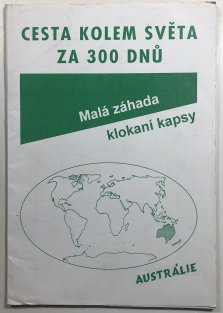 CESTA KOLEM SVĚTA
ZA 300 DNŮ
Malá záhada
klokaní kapsy
AUSTRÁLIE